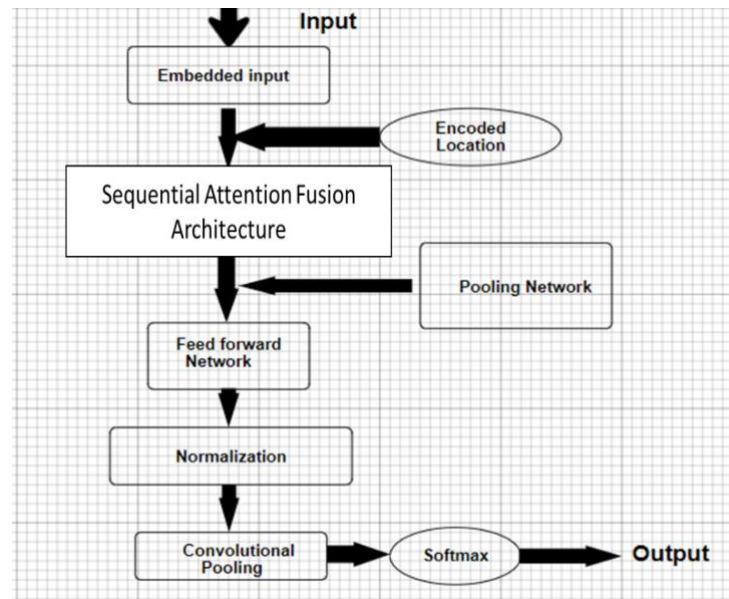 Input
Embedded input
Encoded
Location
Sequential Attention Fusion
Architecture
Pooling Network
Feed forward
Network
Normalization
Convolutional
Pooling
Softmax
Output